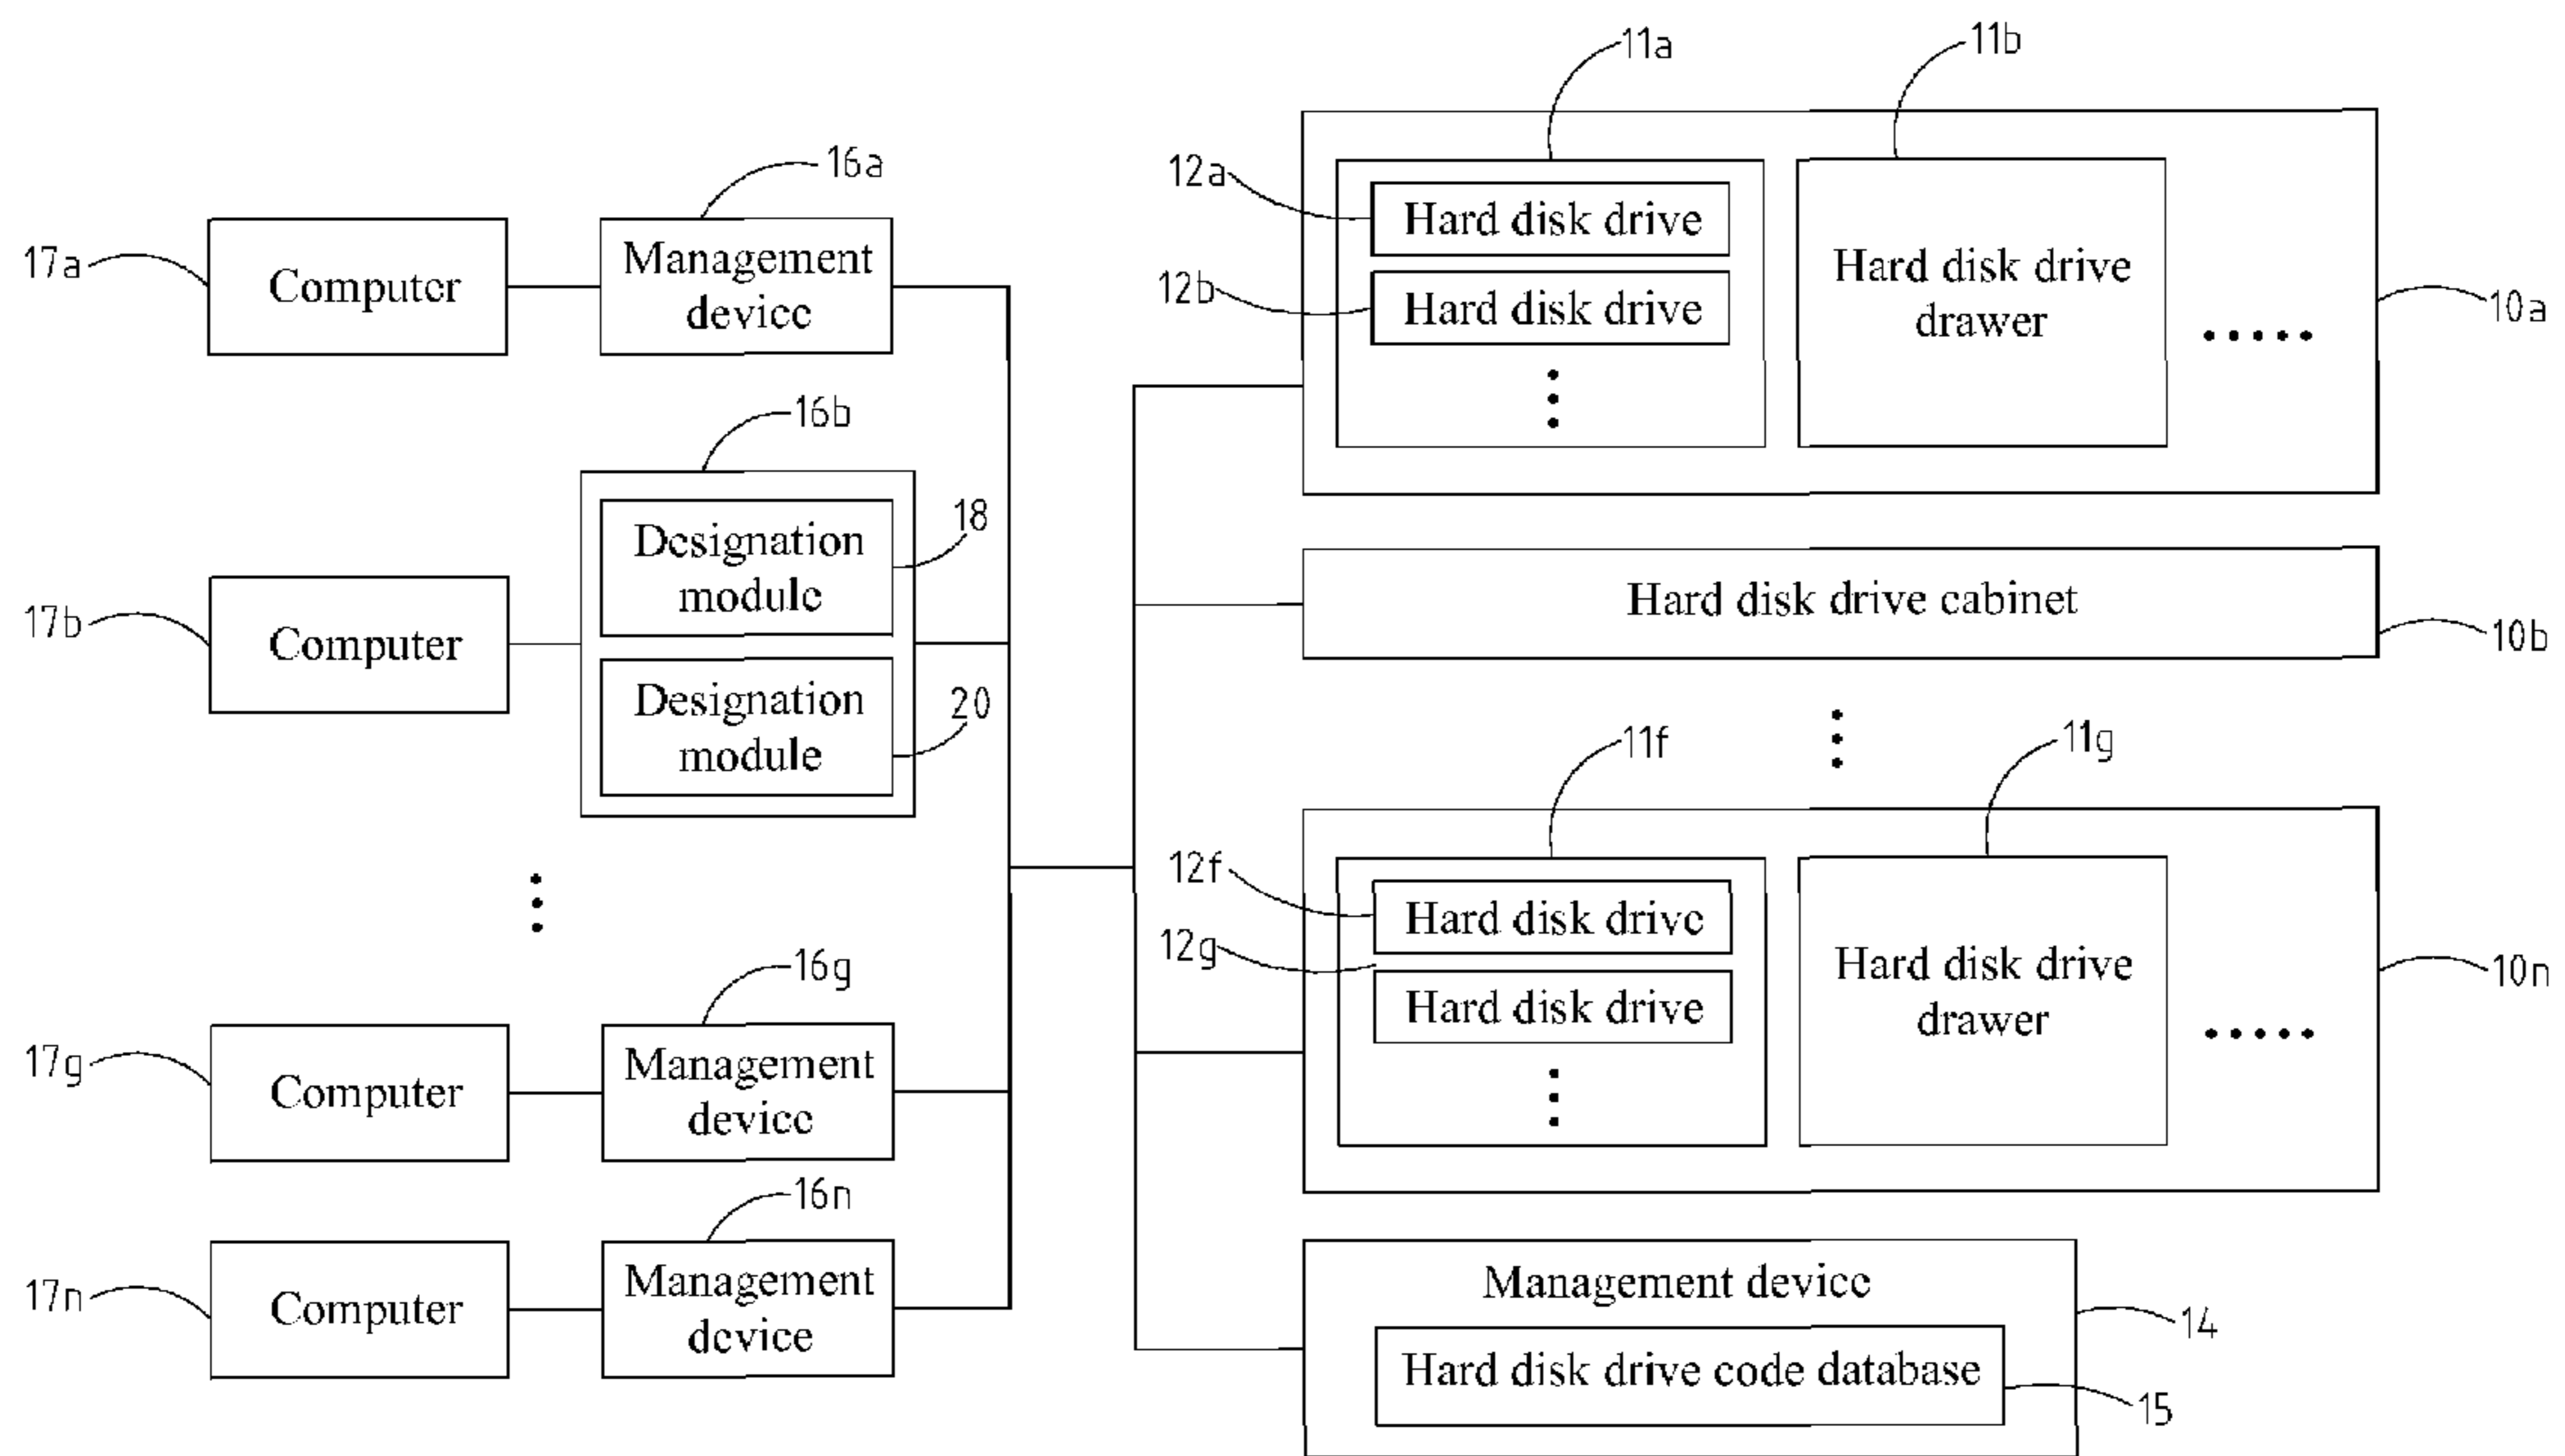 11a
11b
16a
12a
Hard disk drive
17a
Computer
Management
device
12b
Hard disk drive
Hard disk drive
drawer
10a
16b
18
Designation
module
Hard disk drive cabinet
17b
Computer
10b
20
Designation
module
11f
11g
12f
Hard disk drive
12g
Hard disk drive
Hard disk drive
drawer
10n
16g
17g
Computer
Management
device
16n
17n
Computer
Management
device
Management device
14
Hard disk drive code database
15